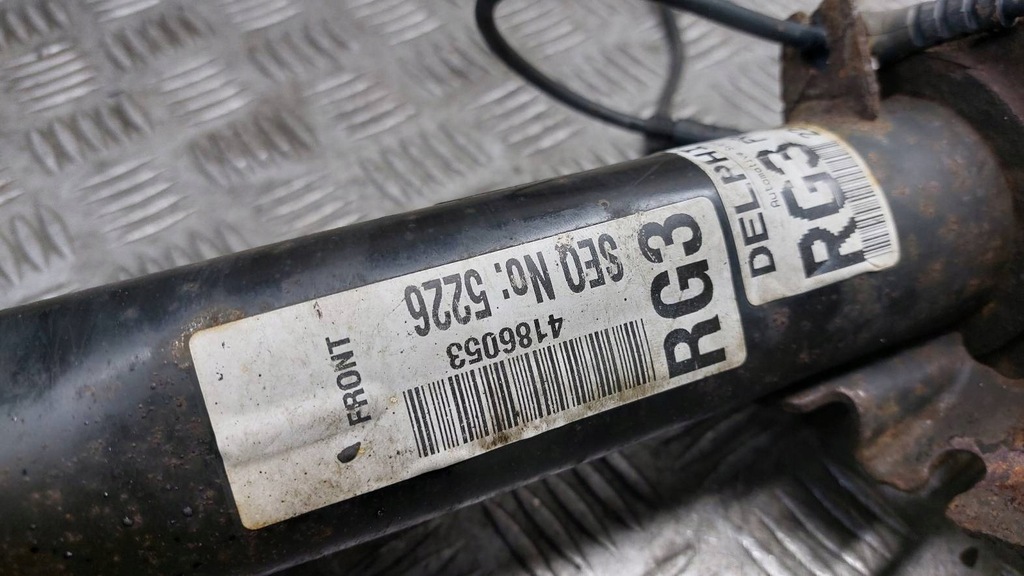 RG3
SEQ No: 5226
4186053
FRONT
DELPHI
RG3